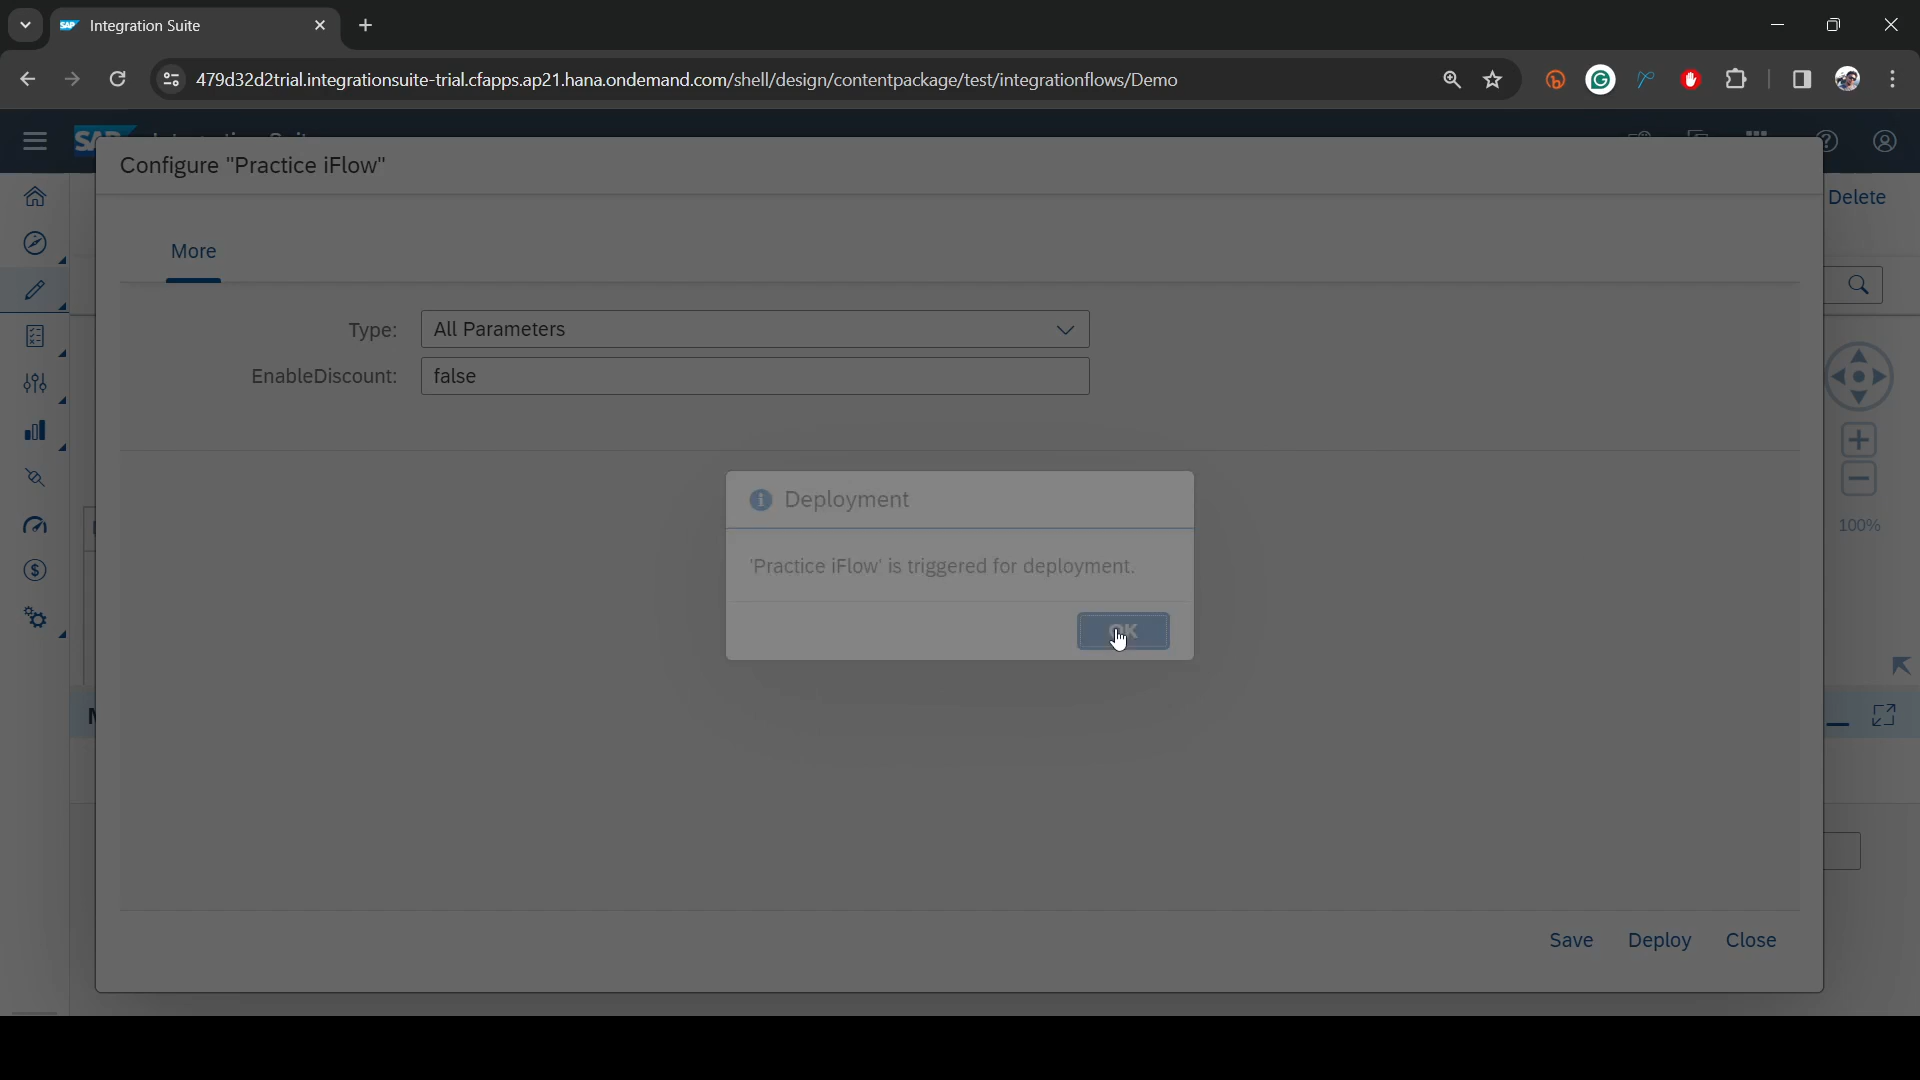 Integration Suite
479d32d2trial.integrationsuite-trial.cfapps.ap21.hana.ondemand.com/shell/design/contentpackage/test/integrationflows/Demo
Configure "Practice iFlow"
Delete
More
Type: All Parameters
EnableDiscount: false
Deployment
'Practice iFlow' is triggered for deployment.
OK
100%
Save Deploy Close